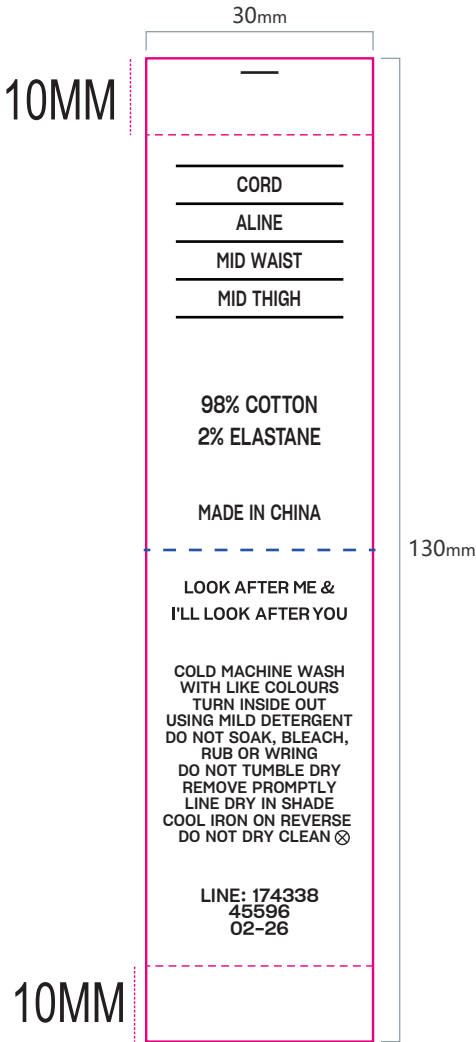 30mm
10MM
CORD
ALINE
MID WAIST
MID THIGH
98% COTTON
2% ELASTANE
MADE IN CHINA
130mm
LOOK AFTER ME &
I'LL LOOK AFTER YOU
COLD MACHINE WASH
WITH LIKE COLOURS
TURN INSIDE OUT
USING MILD DETERGENT
DO NOT SOAK, BLEACH,
RUB OR WRING
DO NOT TUMBLE DRY
REMOVE PROMPTLY
LINE DRY IN SHADE
COOL IRON ON REVERSE
DO NOT DRY CLEAN
LINE: 174338
45596
02-26
10MM